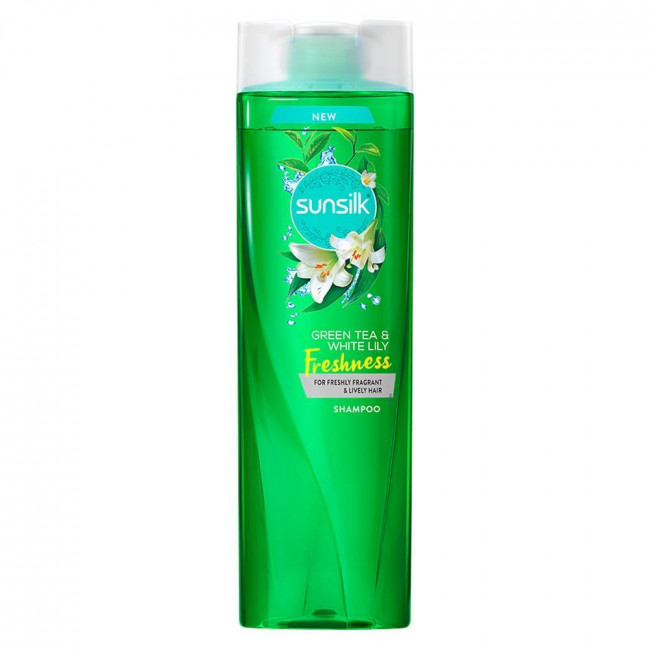 NEW
sunsilk
GREEN TEA &
WHITE LILY
Freshness
FOR FRESHLY FRAGRANT
& LIVELY HAIR
SHAMPOO